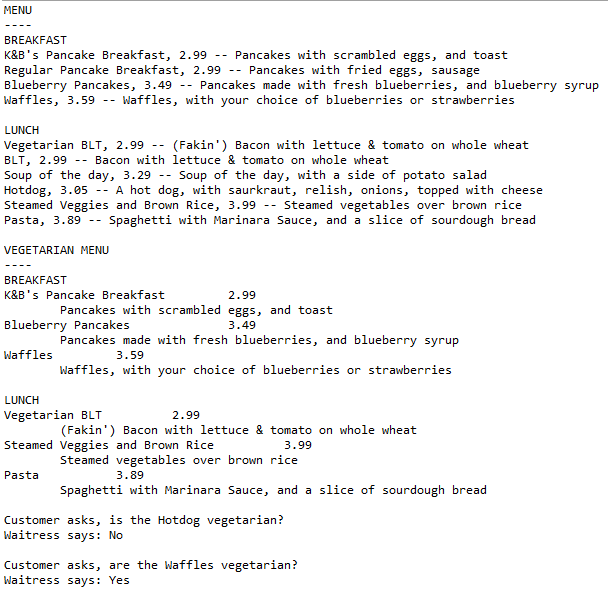 MENU
----
BREAKFAST
K&B's Pancake Breakfast, 2.99 -- Pancakes with scrambled eggs, and toast
Regular Pancake Breakfast, 2.99 -- Pancakes with fried eggs, sausage
Blueberry Pancakes, 3.49 -- Pancakes made with fresh blueberries, and blueberry syrup
Waffles, 3.59 -- Waffles, with your choice of blueberries or strawberries

LUNCH
Vegetarian BLT, 2.99 -- (Fakin') Bacon with lettuce & tomato on whole wheat
BLT, 2.99 -- Bacon with lettuce & tomato on whole wheat
Soup of the day, 3.29 -- Soup of the day, with a side of potato salad
Hotdog, 3.05 -- A hot dog, with saurkraut, relish, onions, topped with cheese
Steamed Veggies and Brown Rice, 3.99 -- Steamed vegetables over brown rice
Pasta, 3.89 -- Spaghetti with Marinara Sauce, and a slice of sourdough bread

VEGETARIAN MENU
----
BREAKFAST
K&B's Pancake Breakfast         2.99
        Pancakes with scrambled eggs, and toast
Blueberry Pancakes              3.49
        Pancakes made with fresh blueberries, and blueberry syrup
Waffles         3.59
        Waffles, with your choice of blueberries or strawberries

LUNCH
Vegetarian BLT          2.99
        (Fakin') Bacon with lettuce & tomato on whole wheat
Steamed Veggies and Brown Rice          3.99
        Steamed vegetables over brown rice
Pasta           3.89
        Spaghetti with Marinara Sauce, and a slice of sourdough bread

Customer asks, is the Hotdog vegetarian?
Waitress says: No

Customer asks, are the Waffles vegetarian?
Waitress says: Yes